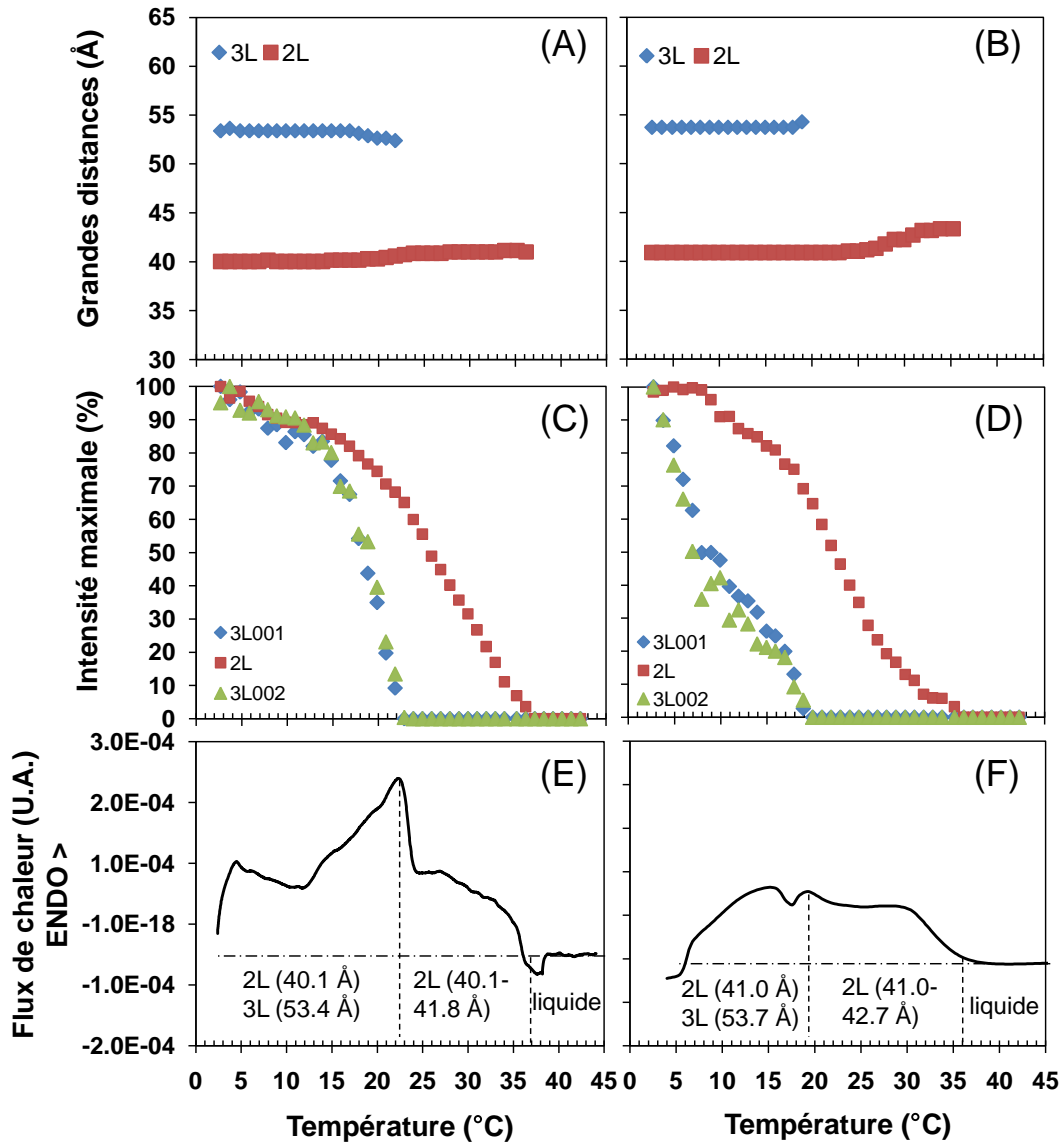 Grandes distances (Å)
65
60
55
50
45
40
35
30
3L 2L
(A)
3L 2L
(B)
Intensité maximale (%)
100
90
80
70
60
50
40
30
20
10
0
(C)
3L001
2L
3L002
(D)
3L001
2L
3L002
Flux de chaleur (U.A.)
ENDO >
3.0E-04
2.0E-04
1.0E-04
-1.0E-18
-1.0E-04
-2.0E-04
(E)
2L (40.1 Å)
3L (53.4 Å)
2L (40.1-
41.8 Å)
liquide
(F)
2L (41.0 Å)
3L (53.7 Å)
2L (41.0-
42.7 Å)
liquide
0 5 10 15 20 25 30 35 40 45
0 5 10 15 20 25 30 35 40 45
Température (°C)
Température (°C)